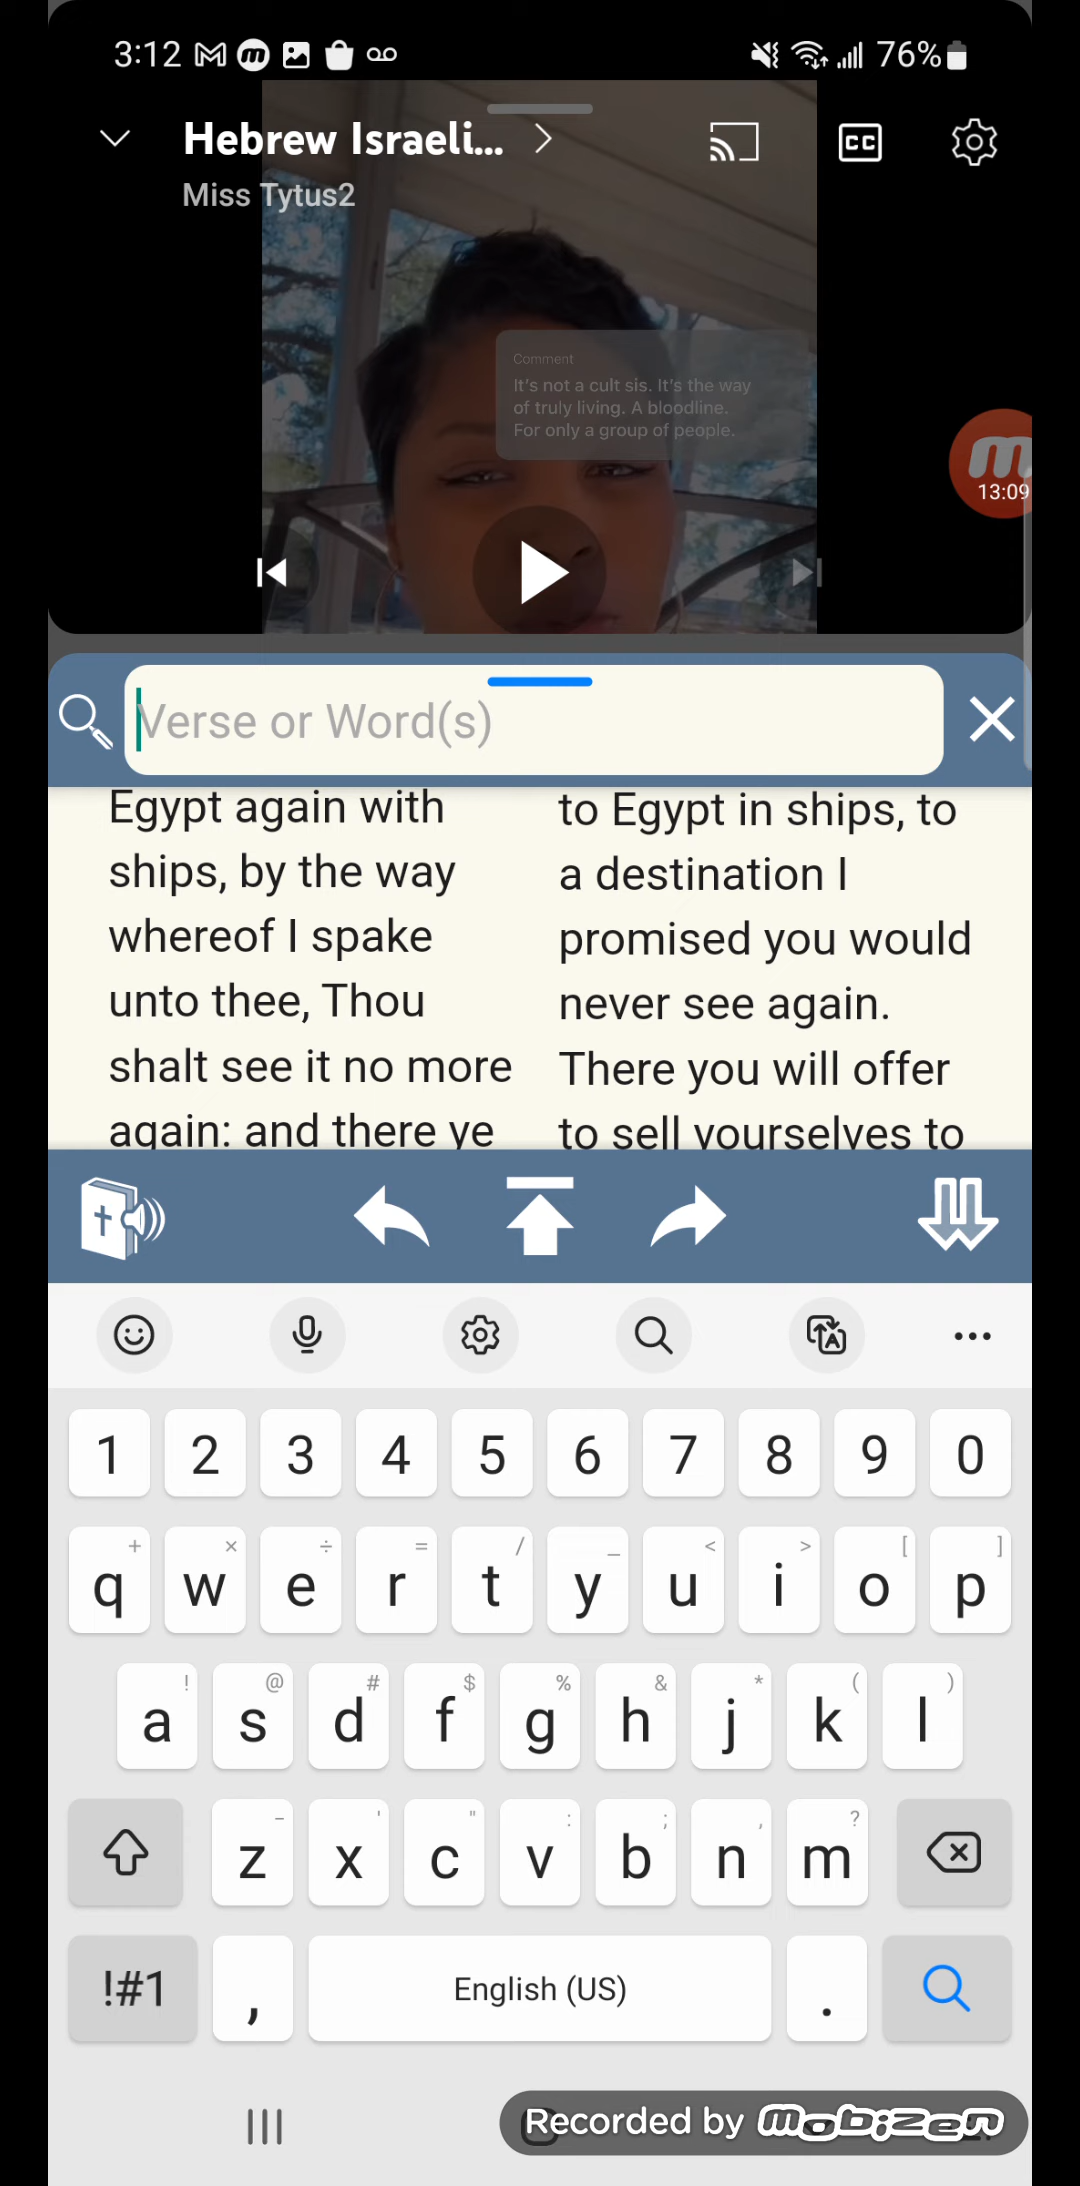 3:12
76%
Hebrew Israeli...
Miss Tytus2
CC
Comment
It's not a cult sis. It's the way
of truly living. A bloodline.
For only a group of people.
m
13:09
Verse or Word(s)
Egypt again with
ships, by the way
whereof I spake
unto thee, Thou
shalt see it no more
again: and there ye
to Egypt in ships, to
a destination I
promised you would
never see again.
There you will offer
to sell yourselves to
1 2 3 4 5 6 7 8 9 0
+ × ÷ = / _ < > [ ]
q w e r t y u i o p
! @ # $ % & * ( )
a s d f g h j k l
- ' " : ; , ?
z x c v b n m
!#1 , English (US) .
Recorded by mobizen